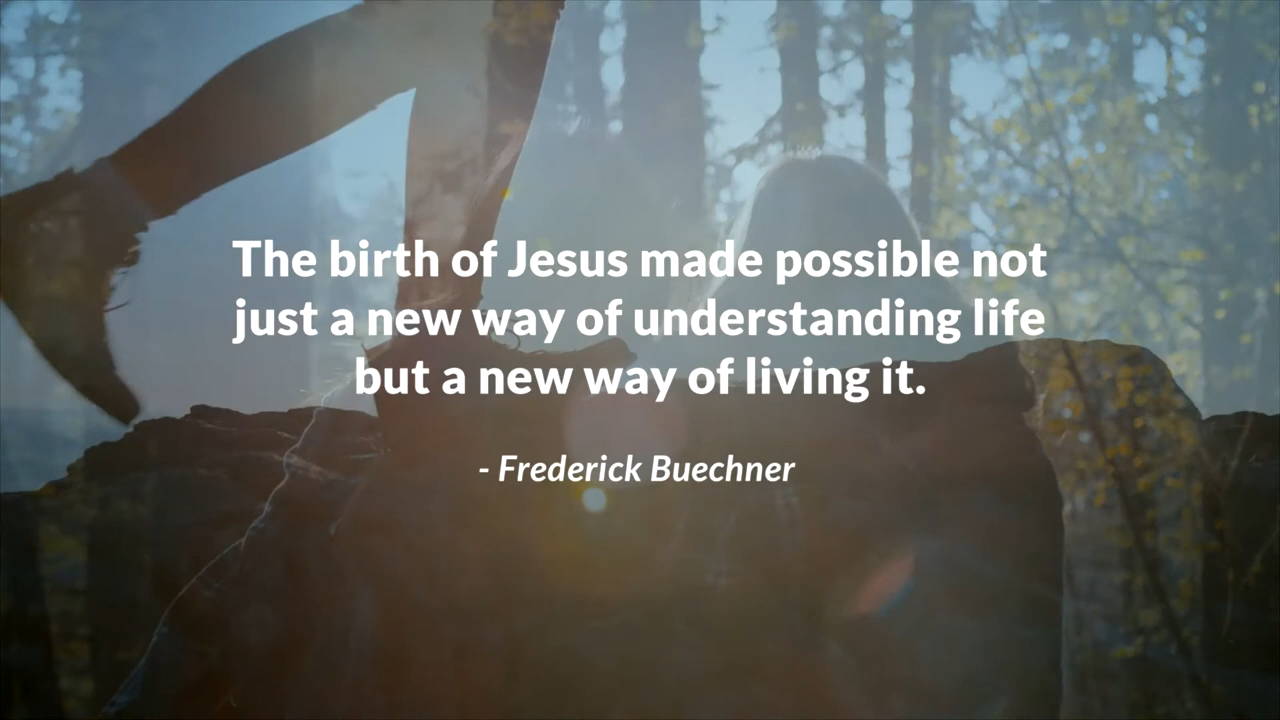 The birth of Jesus made possible not
just a new way of understanding life
but a new way of living it.
- Frederick Buechner